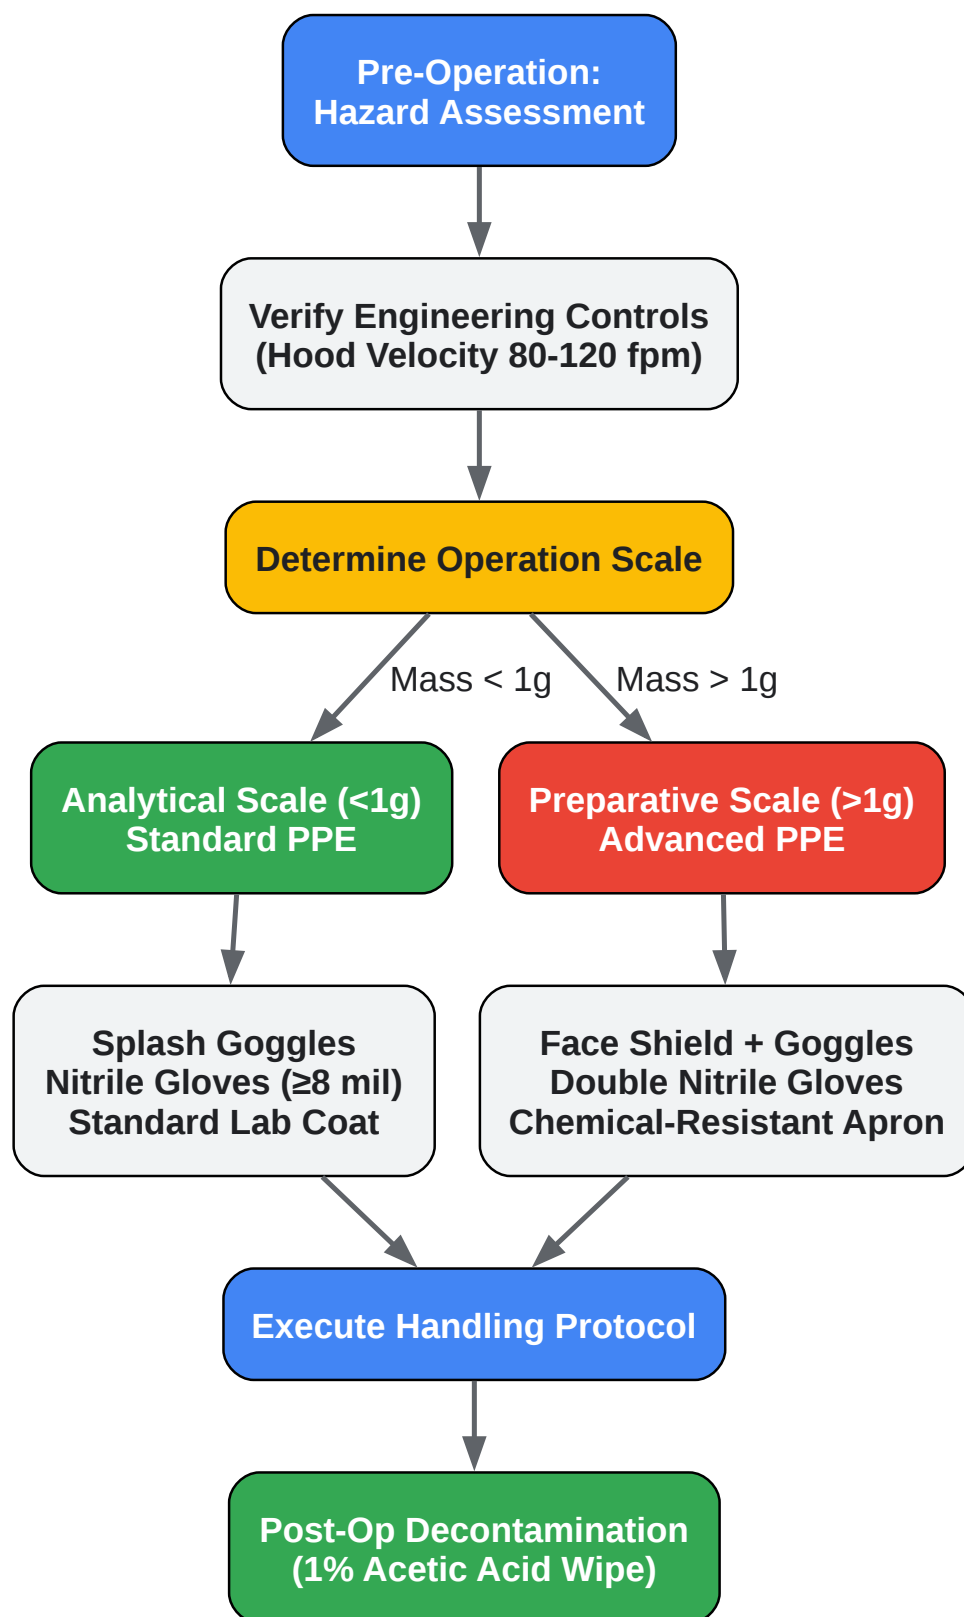 Pre-Operation:
Hazard Assessment
Verify Engineering Controls
(Hood Velocity 80-120 fpm)
Determine Operation Scale
Mass < 1g
Mass > 1g
Analytical Scale (<1g)
Standard PPE
Preparative Scale (>1g)
Advanced PPE
Splash Goggles
Nitrile Gloves (≥8 mil)
Standard Lab Coat
Face Shield + Goggles
Double Nitrile Gloves
Chemical-Resistant Apron
Execute Handling Protocol
Post-Op Decontamination
(1% Acetic Acid Wipe)